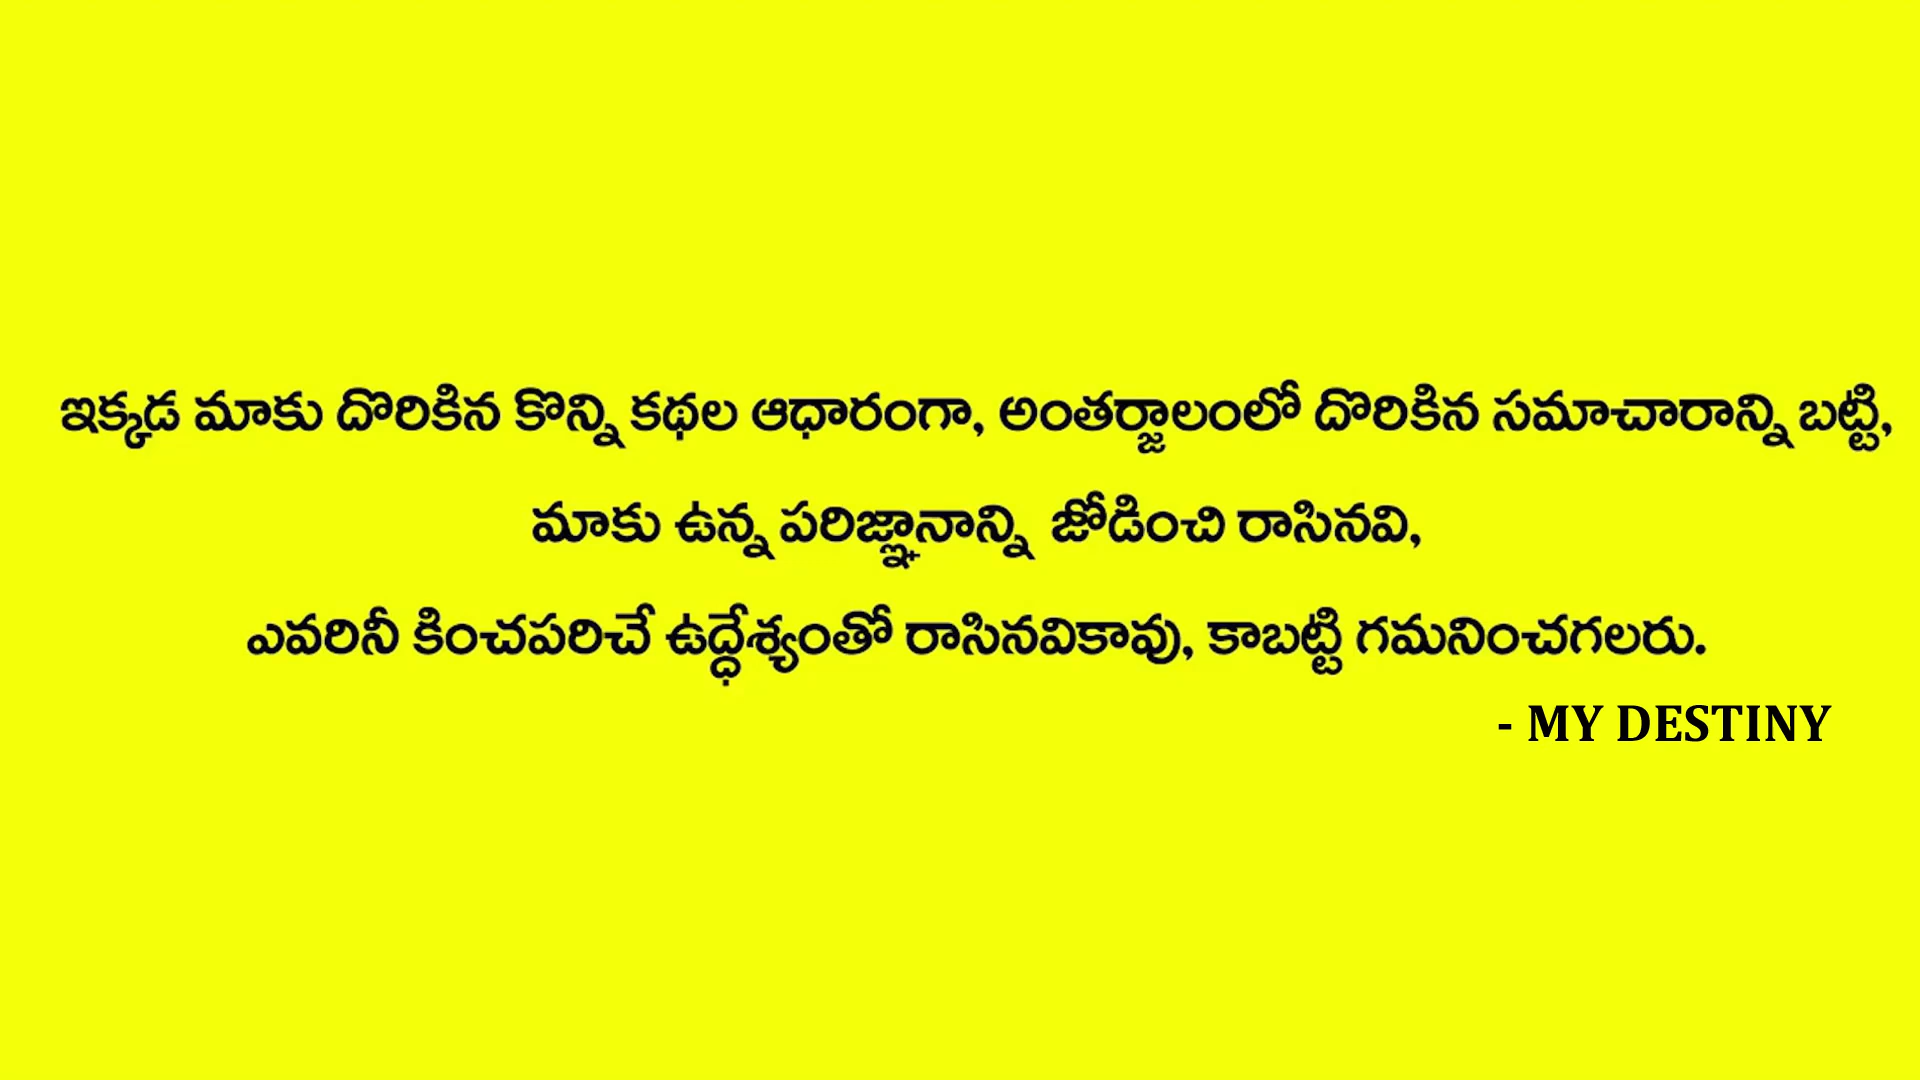 ఇక్కడ మాకు దొరికిన కొన్ని కథల ఆధారంగా, అంతర్జాలంలో దొరికిన సమాచారాన్ని బట్టి,
మాకు ఉన్న పరిజ్ఞానాన్ని జోడించి రాసినవి,
ఎవరినీ కించపరిచే ఉద్ధేశ్యంతో రాసినవికావు, కాబట్టి గమనించగలరు.
- MY DESTINY